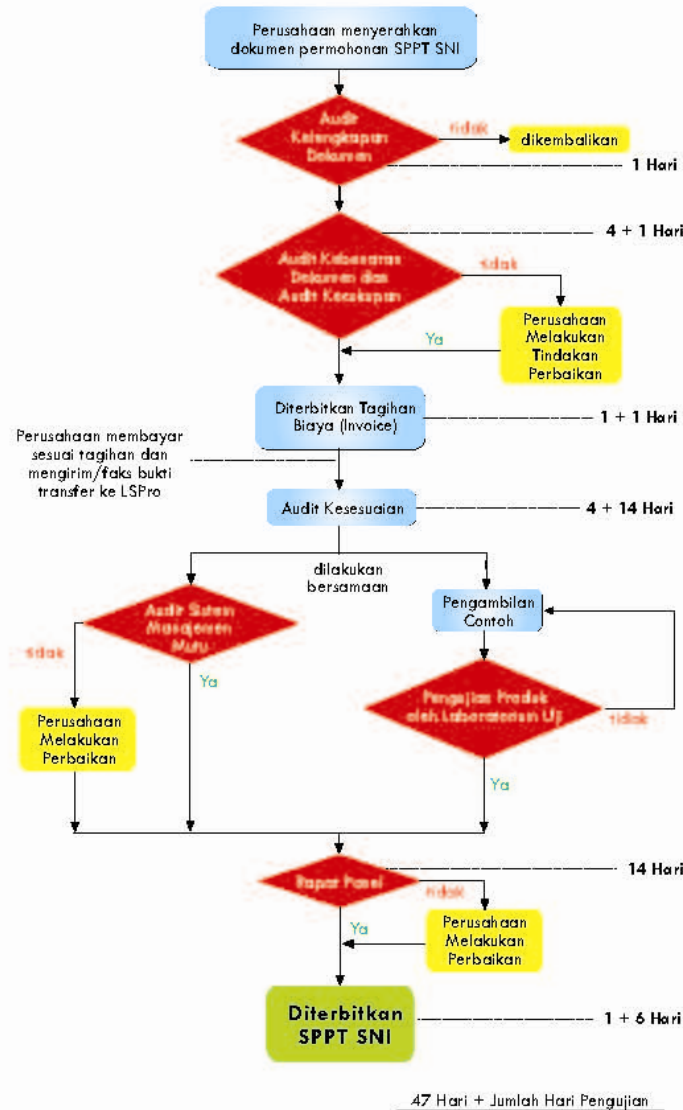 Perusahaan menyerahkan
dokumen permohonan SPPT SNI
Audit
Kelengkapan
Dokumen
tidak
dikembalikan
1 Hari
4 + 1 Hari
Audit Kebenaran
Dokumen dan
Audit Kecukupan
tidak
Perusahaan
Melakukan
Tindakan
Perbaikan
Ya
Diterbitkan Tagihan
Biaya (Invoice)
1 + 1 Hari
Perusahaan membayar
sesuai tagihan dan
mengirim/faks bukti
transfer ke LSPro
Audit Kesesuaian
4 + 14 Hari
dilakukan
bersamaan
Audit Sistem
Manajemen
Mutu
tidak
Ya
Perusahaan
Melakukan
Perbaikan
Pengambilan
Contoh
Pengujian Produk
oleh Laboratorium Uji
tidak
Ya
Rapat Panel
14 Hari
tidak
Ya
Perusahaan
Melakukan
Perbaikan
Diterbitkan
SPPT SNI
1 + 6 Hari
47 Hari + Jumlah Hari Pengujian